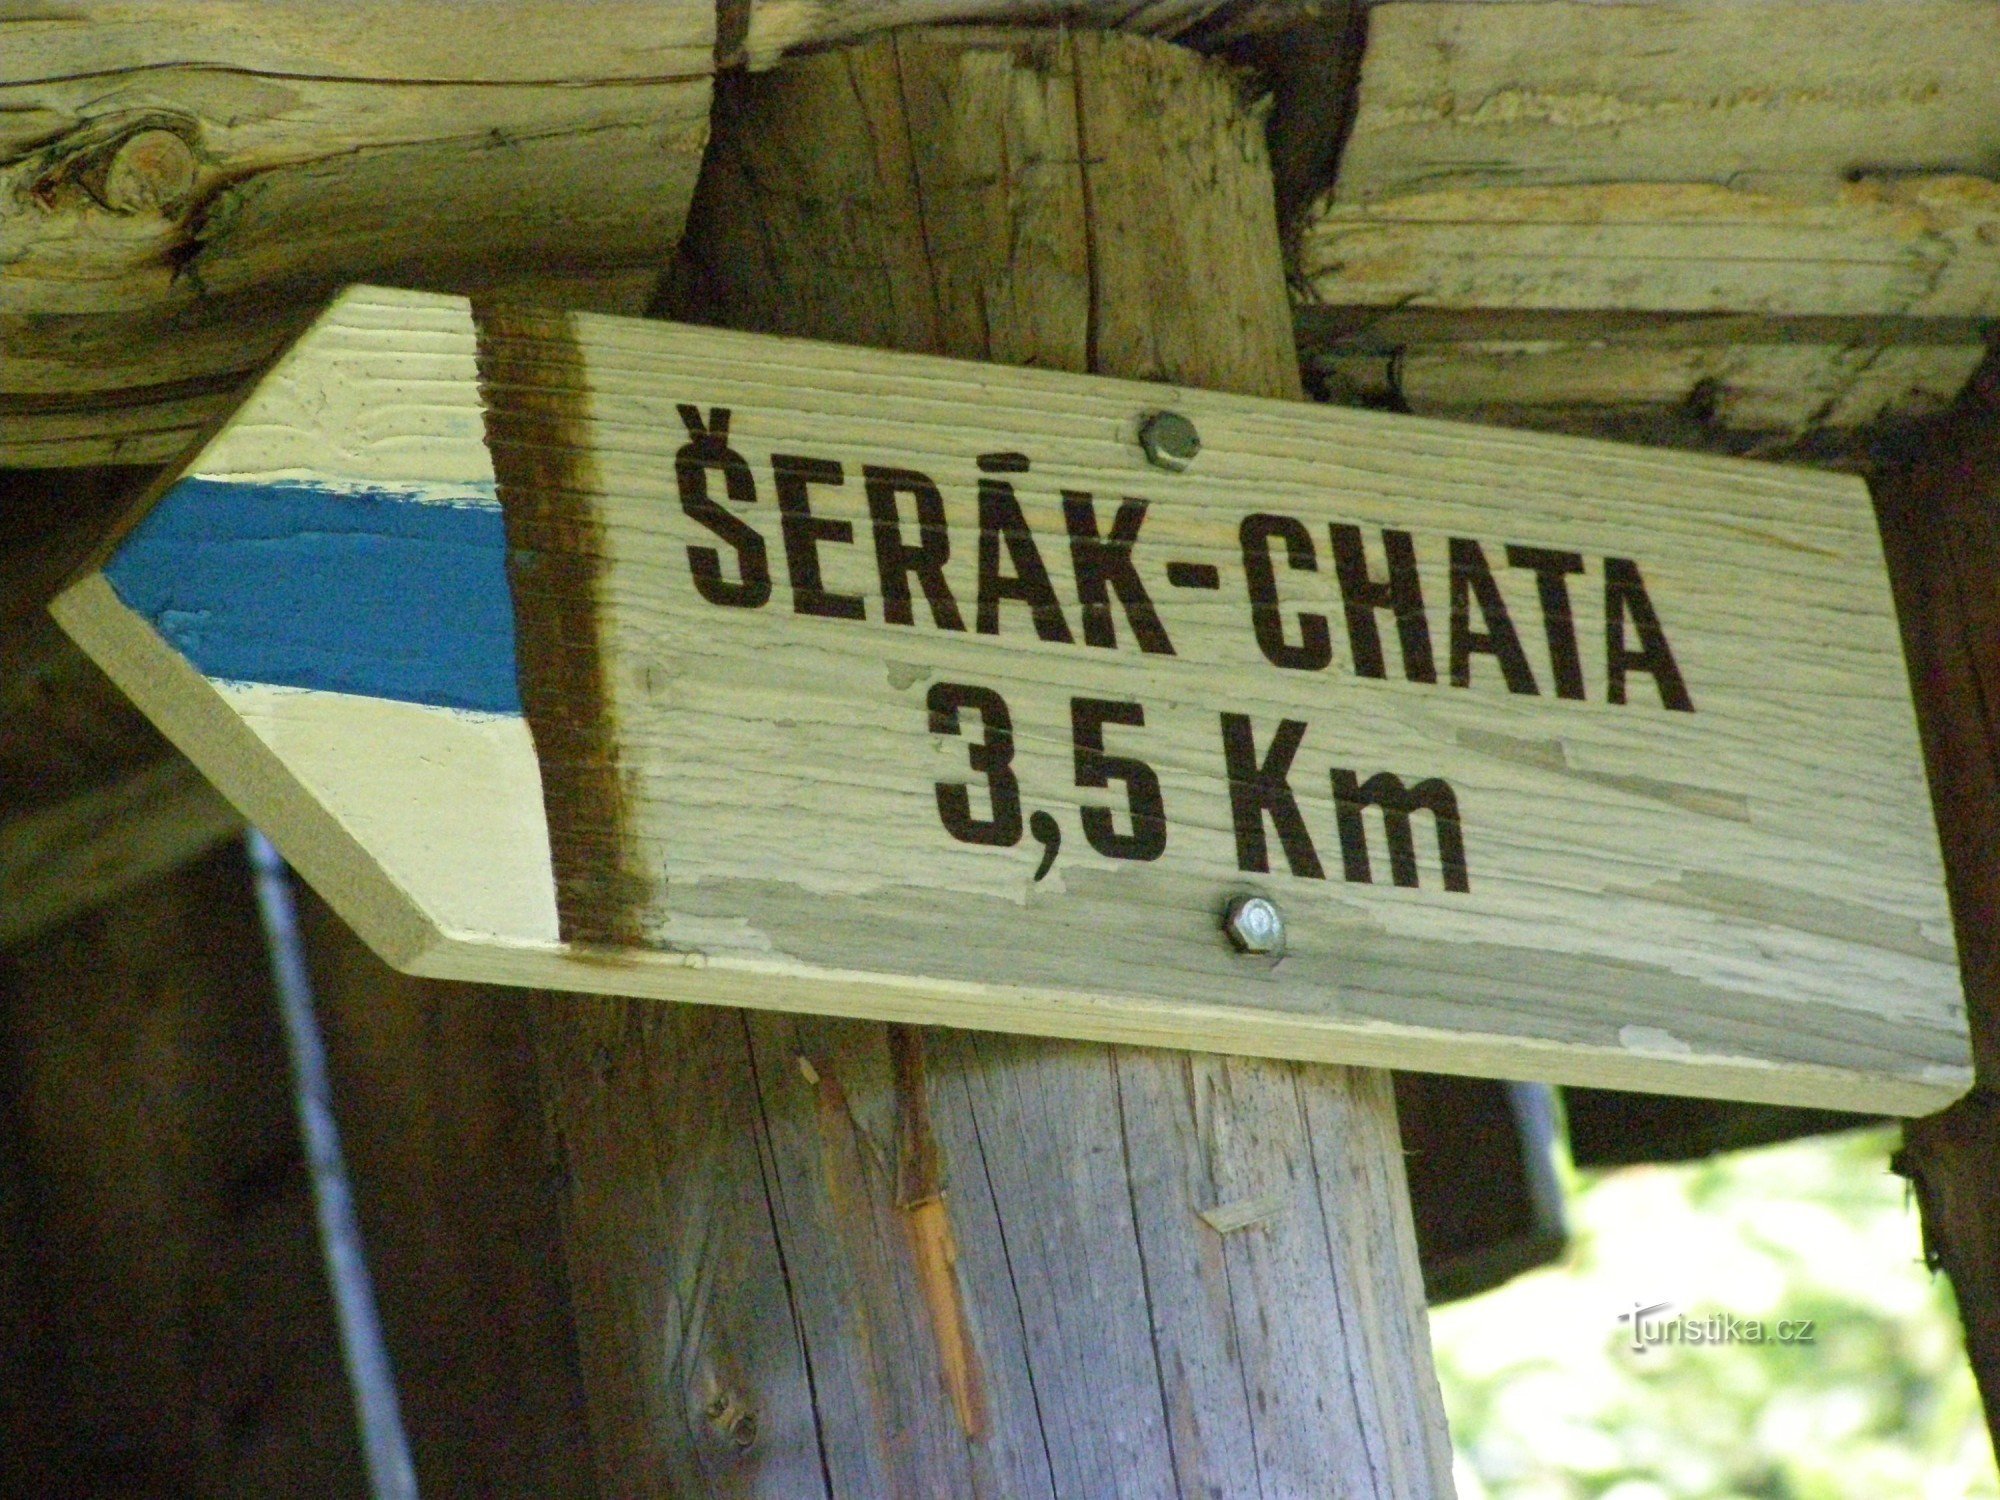 ŠERÁK-CHATA
3,5 Km
Turistika.cz